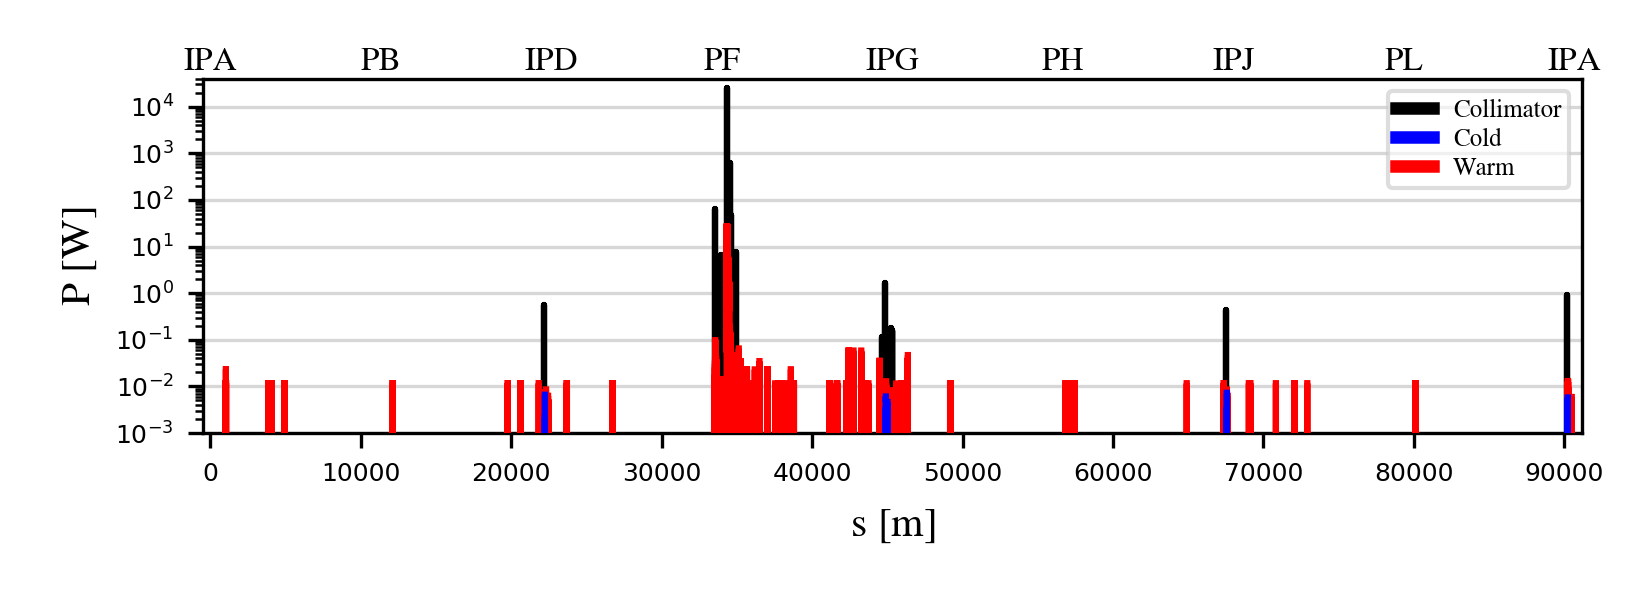 IPA PB IPD PF IPG PH IPJ PL IPA
10^4
10^3
10^2
10^1
10^0
10^−1
10^−2
10^−3
P [W]
Collimator
Cold
Warm
0 10000 20000 30000 40000 50000 60000 70000 80000 90000
s [m]